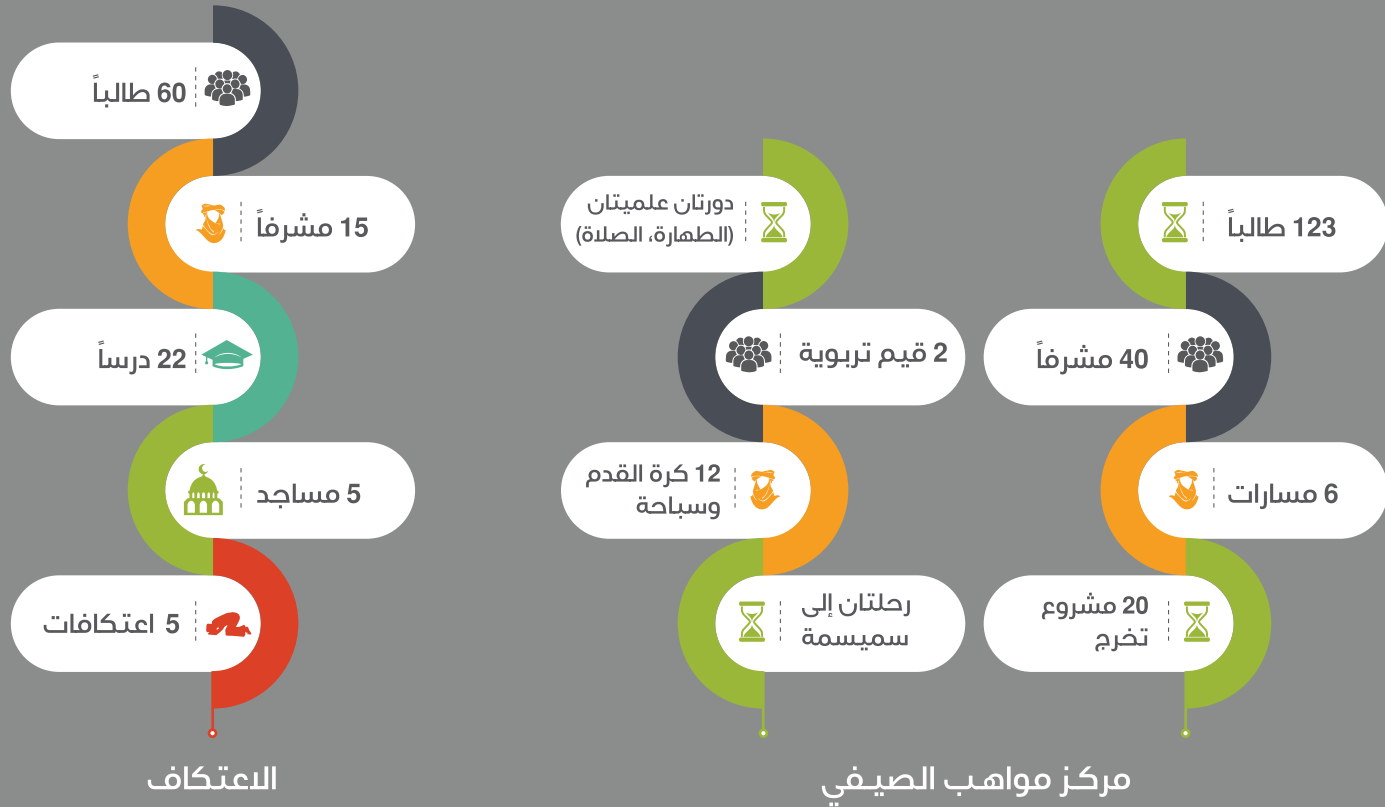 123 طالباً
40 مشرفاً
6 مسارات
20 مشروع
تخرج
دورتان علميتان
(الطهارة، الصلاة)
2 قيم تربوية
12 كرة القدم
وسباحة
رحلتان إلى
سميسمة
مركز مواهب الصيفي
60 طالباً
15 مشرفاً
22 درساً
5 مساجد
5 اعتكافات
الاعتكاف